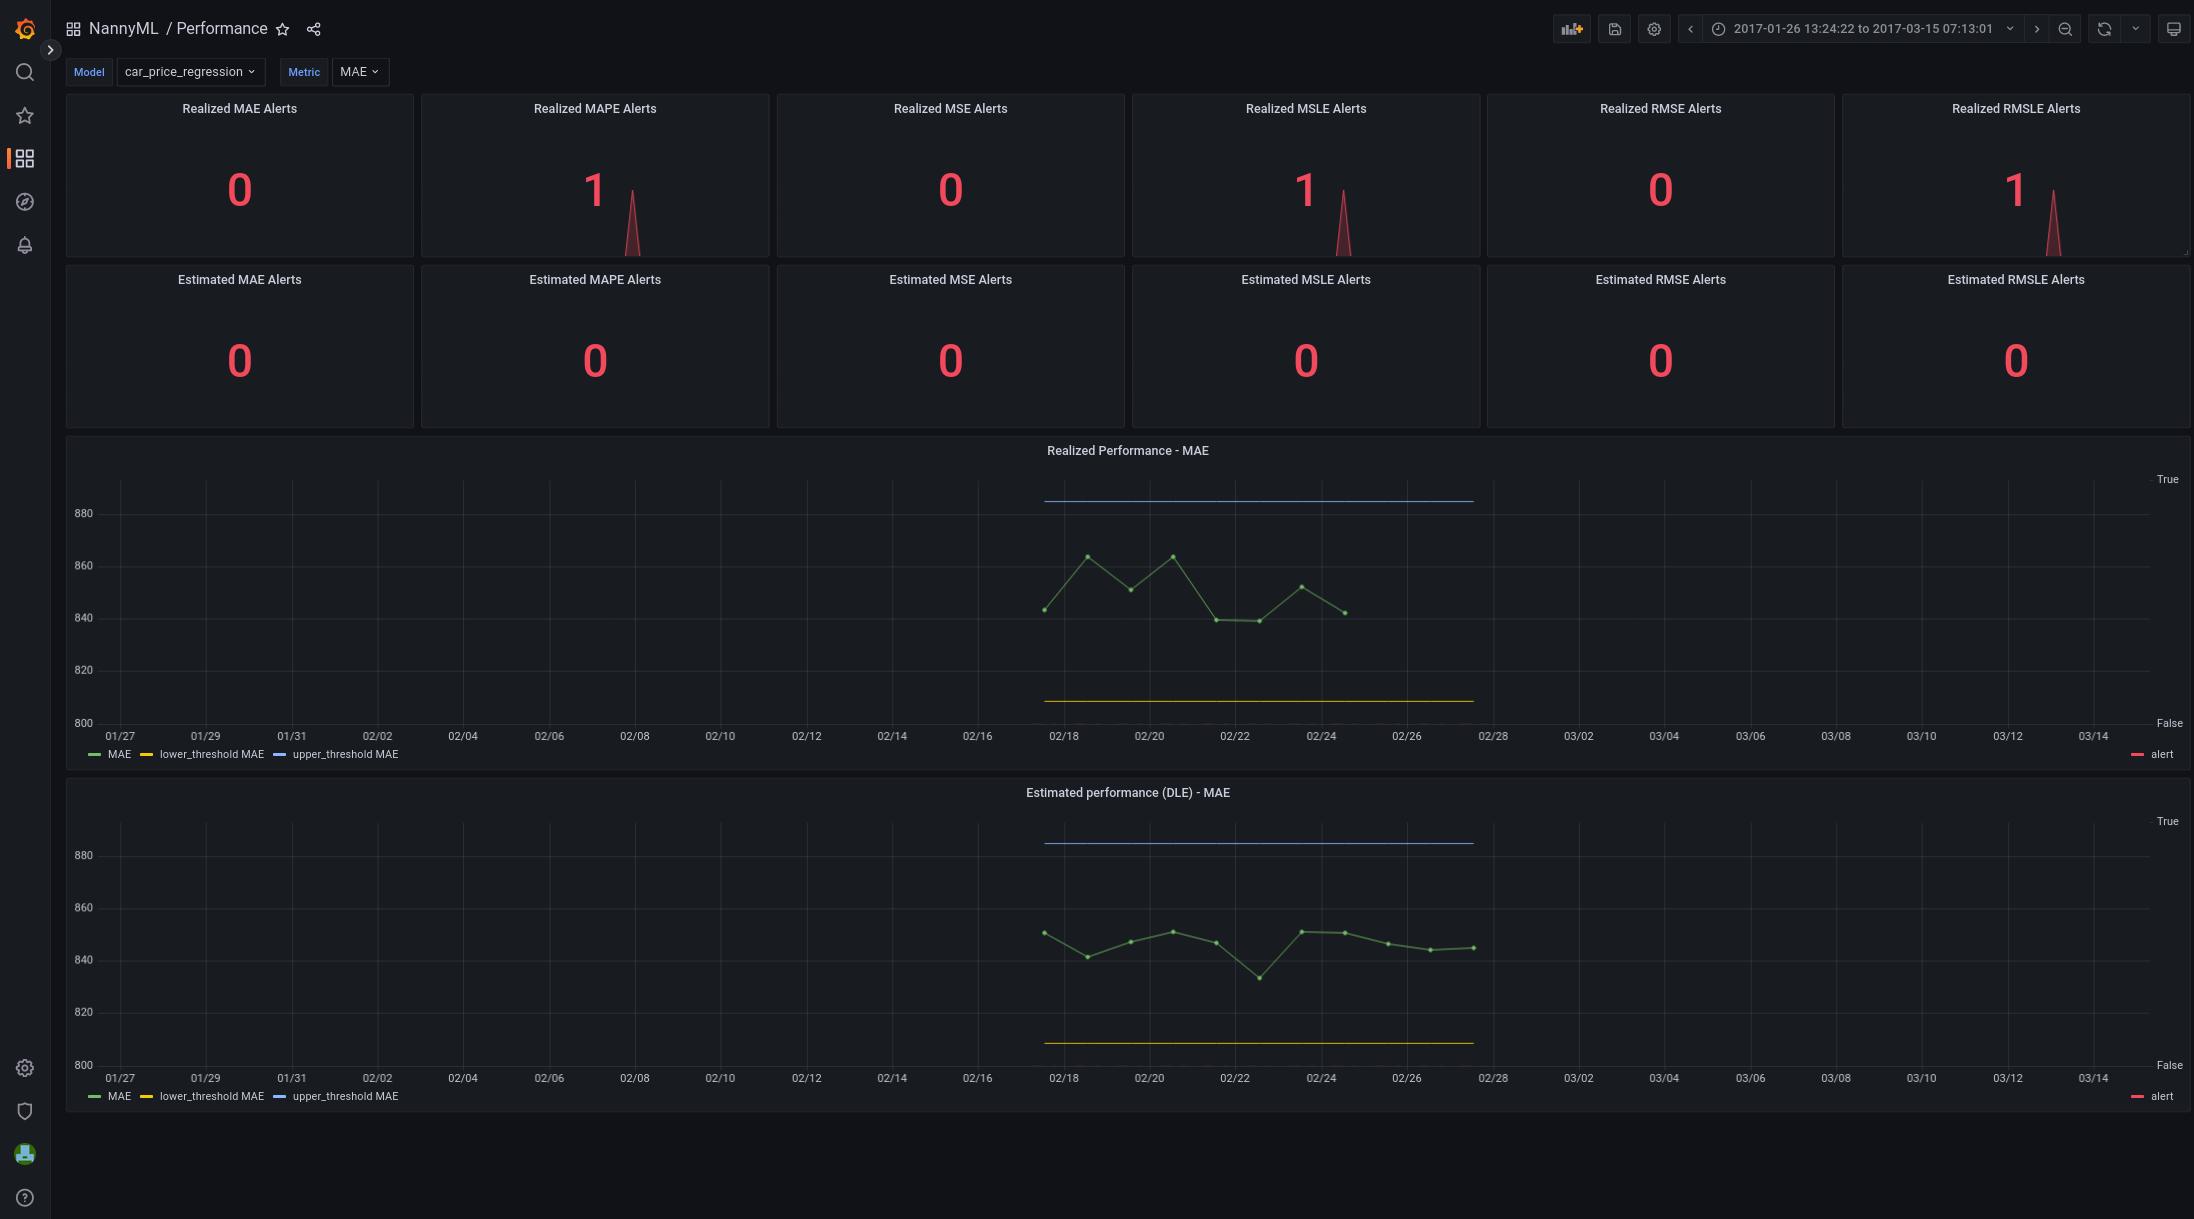 NannyML / Performance
2017-01-26 13:24:22 to 2017-03-15 07:13:01
Model car_price_regression Metric MAE
Realized MAE Alerts Realized MAPE Alerts Realized MSE Alerts Realized MSLE Alerts Realized RMSE Alerts Realized RMSLE Alerts
0 1 0 1 0 1
Estimated MAE Alerts Estimated MAPE Alerts Estimated MSE Alerts Estimated MSLE Alerts Estimated RMSE Alerts Estimated RMSLE Alerts
0 0 0 0 0 0
Realized Performance - MAE
True
880
860
840
820
800 False
01/27 01/29 01/31 02/02 02/04 02/06 02/08 02/10 02/12 02/14 02/16 02/18 02/20 02/22 02/24 02/26 02/28 03/02 03/04 03/06 03/08 03/10 03/12 03/14
MAE lower_threshold MAE upper_threshold MAE alert
Estimated performance (DLE) - MAE
True
880
860
840
820
800 False
01/27 01/29 01/31 02/02 02/04 02/06 02/08 02/10 02/12 02/14 02/16 02/18 02/20 02/22 02/24 02/26 02/28 03/02 03/04 03/06 03/08 03/10 03/12 03/14
MAE lower_threshold MAE upper_threshold MAE alert